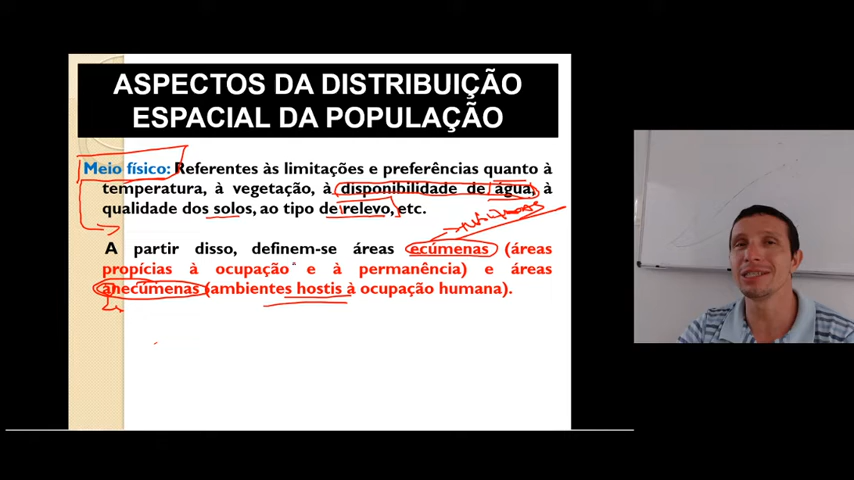 ASPECTOS DA DISTRIBUIÇÃO
ESPACIAL DA POPULAÇÃO
Meio físico: Referentes às limitações e preferências quanto à
temperatura, à vegetação, à disponibilidade de água, à
qualidade dos solos, ao tipo de relevo, etc.
A partir disso, definem-se áreas ecúmenas (áreas
propícias à ocupação e à permanência) e áreas
anecúmenas (ambientes hostis à ocupação humana).